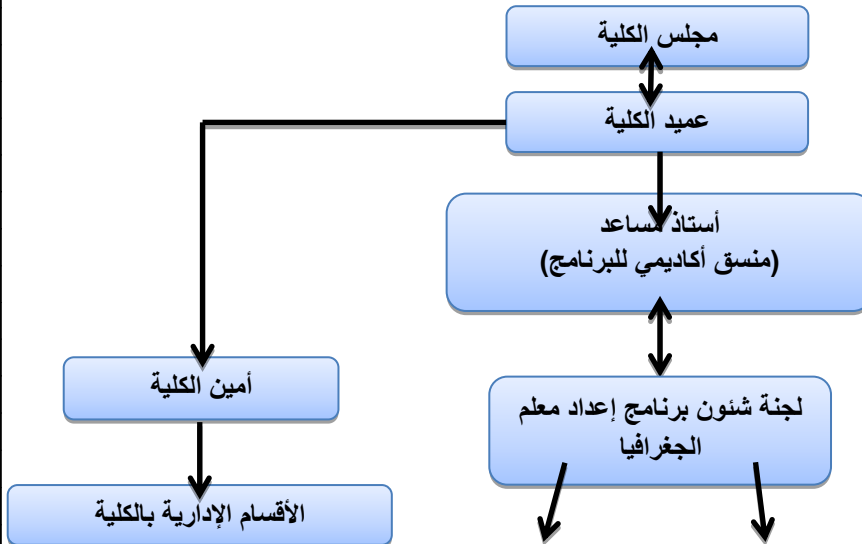 مجلس الكلية
عميد الكلية
أستاذ مساعد
(منسق أكاديمي للبرنامج)
أمين الكلية
لجنة شئون برنامج إعداد معلم
الجغرافيا
الأقسام الإدارية بالكلية